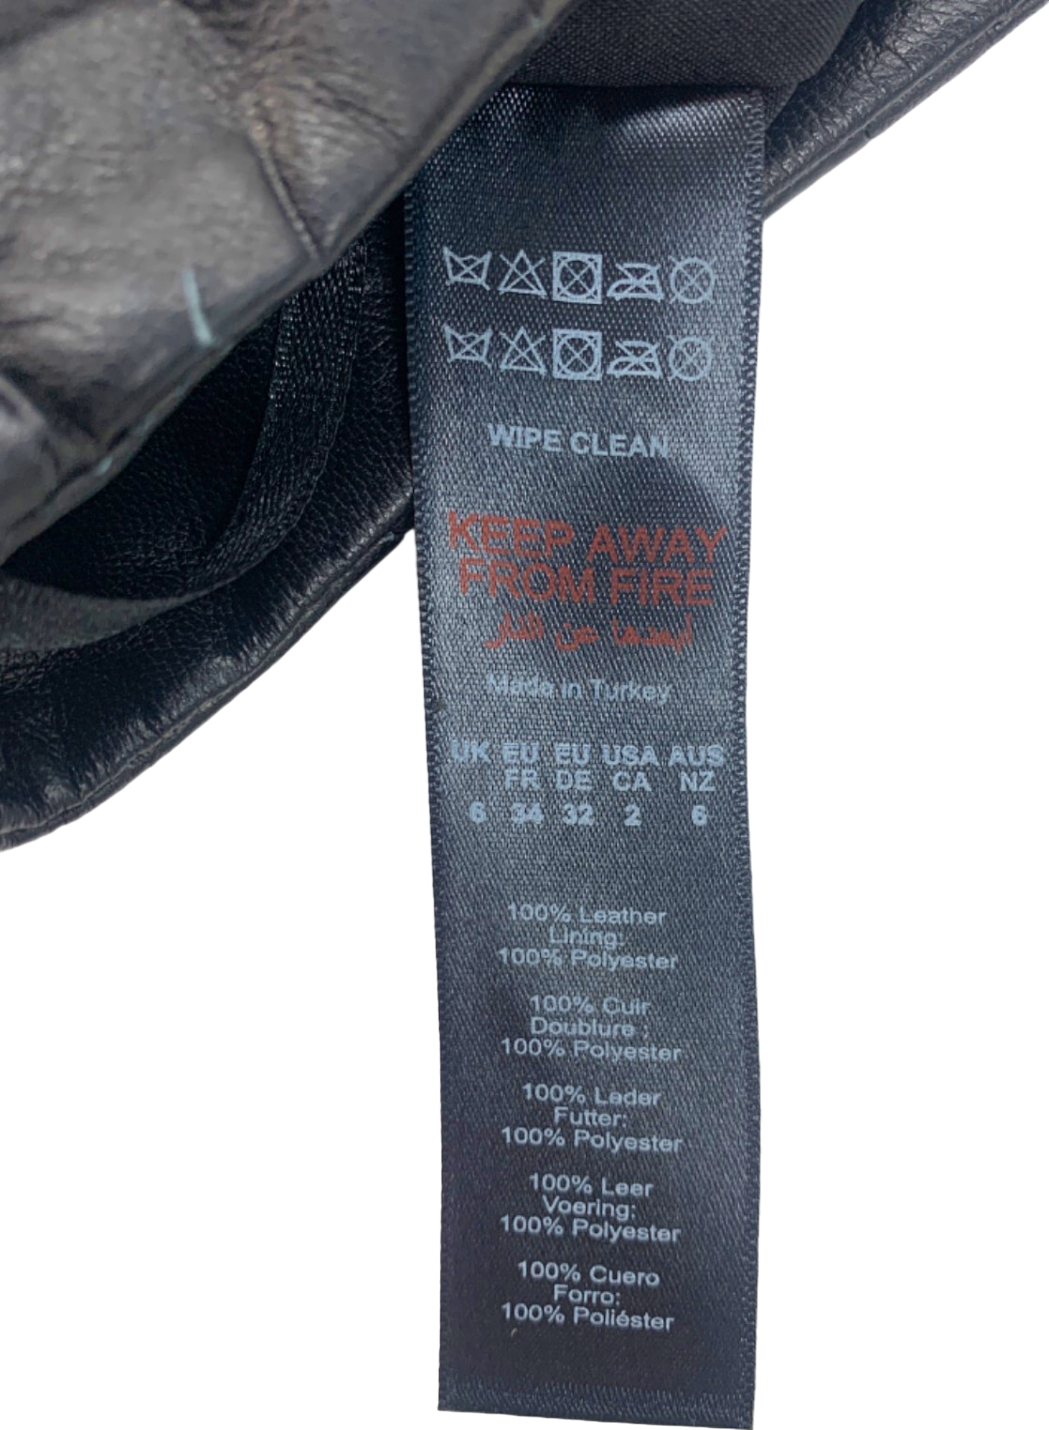 WIPE CLEAN
KEEP AWAY
FROM FIRE
أبعدها عن النار
Made in Turkey
UK EU EU USA AUS
FR DE CA NZ
6 34 32 2 6
100% Leather
Lining:
100% Polyester
100% Cuir
Doublure :
100% Polyester
100% Leder
Futter:
100% Polyester
100% Leer
Voering:
100% Polyester
100% Cuero
Forro:
100% Poliéster